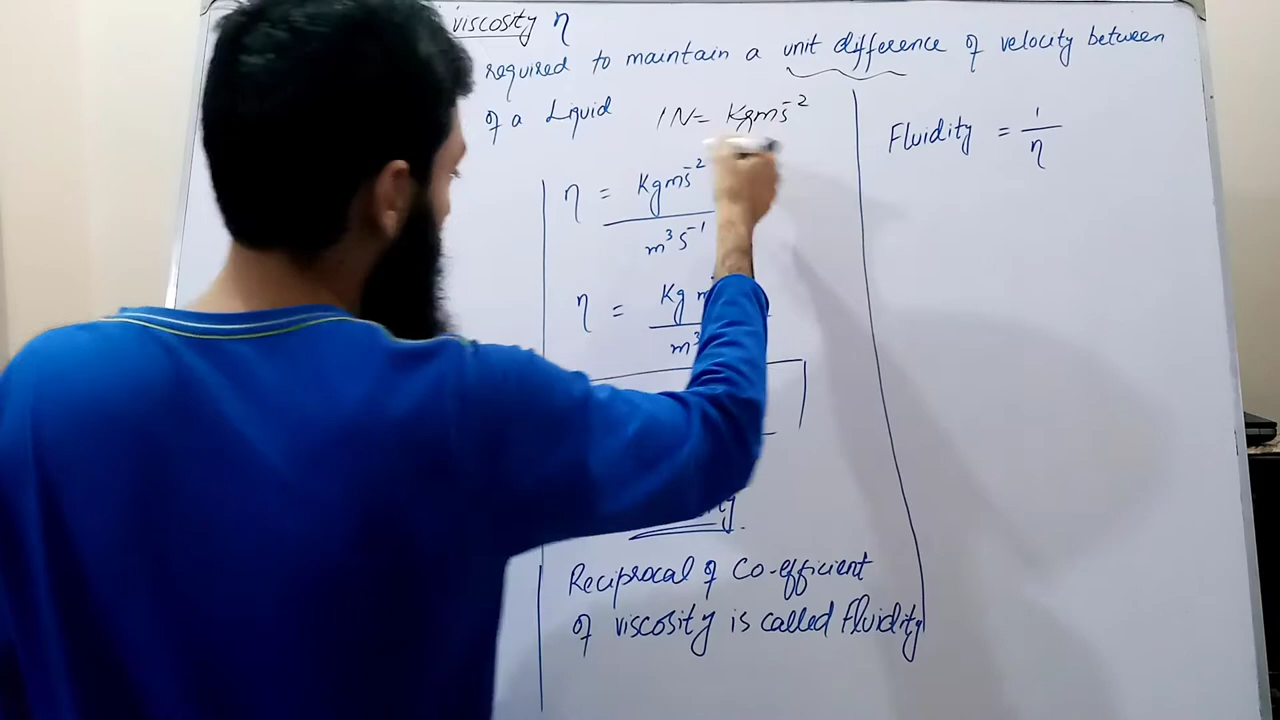 viscosity η
required to maintain a unit difference of velocity between
of a Liquid
1N = Kgms⁻²
η = Kgms⁻²
m³s⁻¹
η = Kg
m³
Reciprocal of Co-efficient
of viscosity is called Fluidity
Fluidity = 1/η